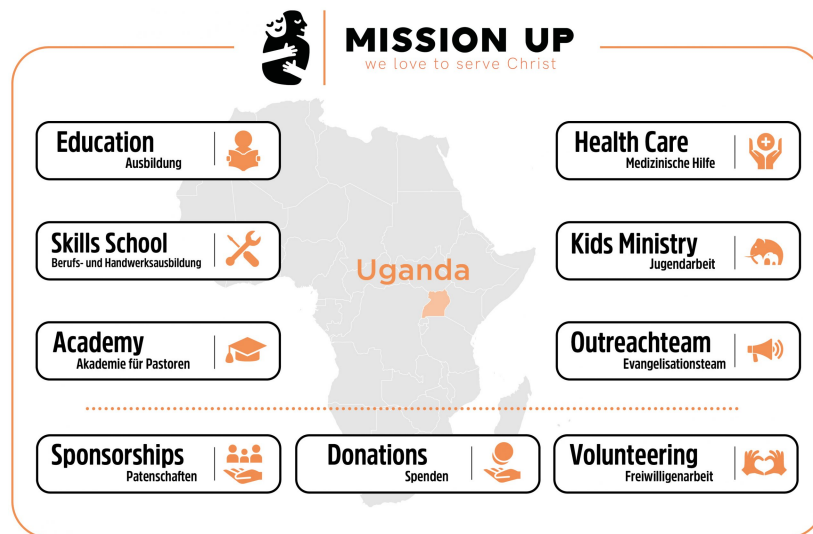 MISSION UP
we love to serve Christ
Education
Ausbildung
Health Care
Medizinische Hilfe
Skills School
Berufs- und Handwerksausbildung
Kids Ministry
Jugendarbeit
Uganda
Academy
Akademie für Pastoren
Outreachteam
Evangelisationsteam
Sponsorships
Patenschaften
Donations
Spenden
Volunteering
Freiwilligenarbeit